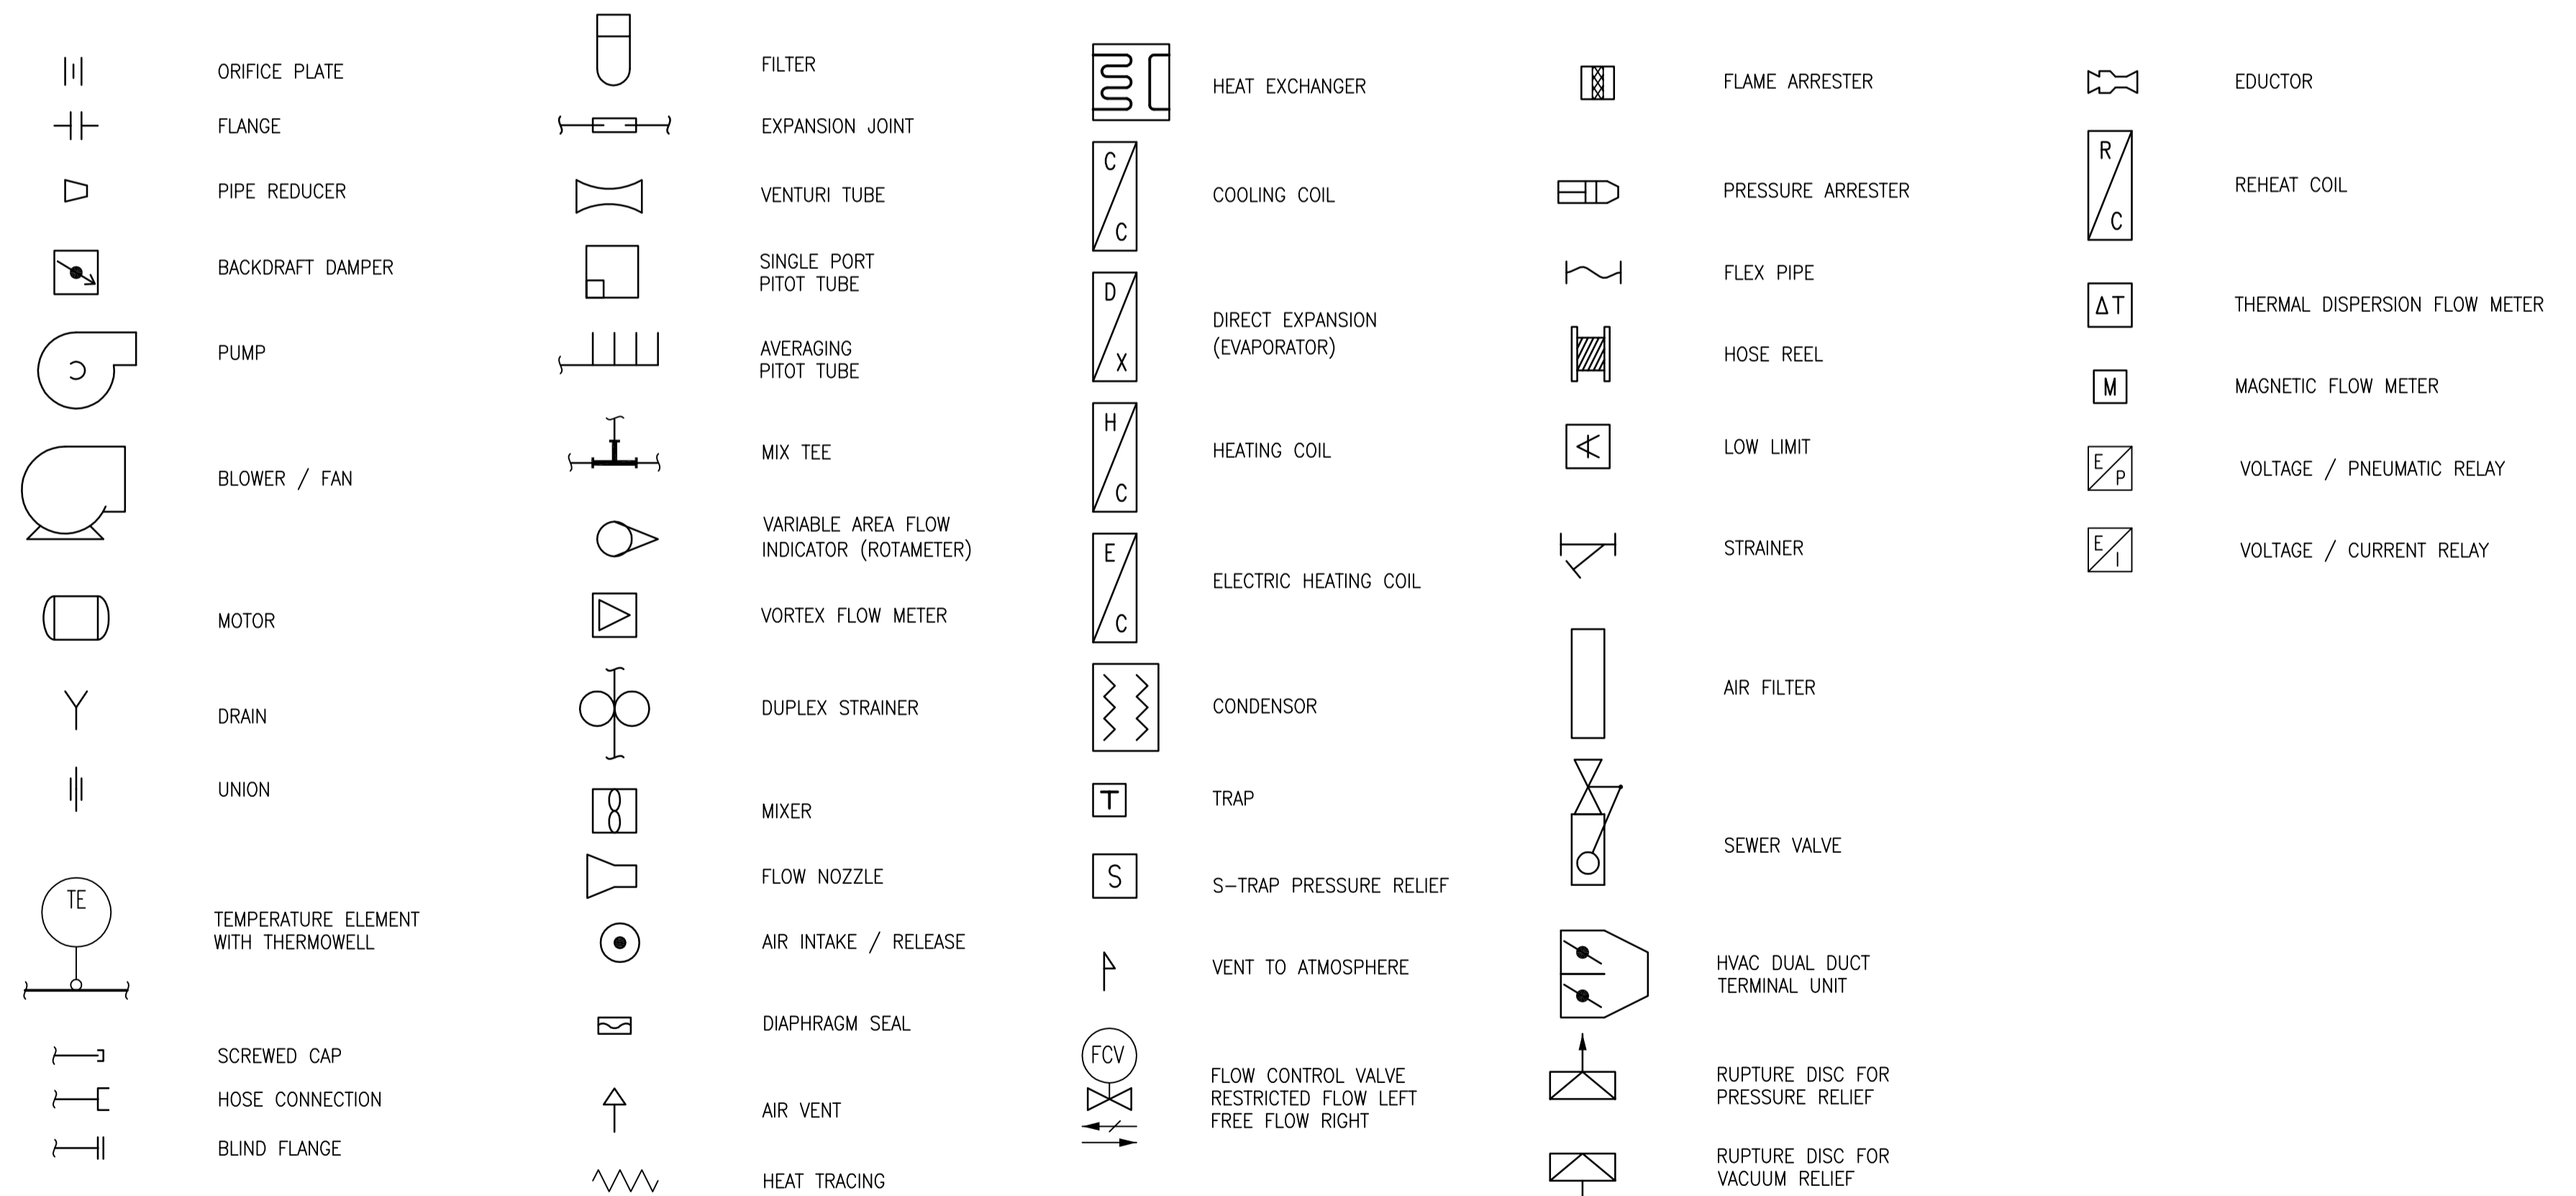 ORIFICE PLATE
FLANGE
PIPE REDUCER
BACKDRAFT DAMPER
PUMP
BLOWER / FAN
MOTOR
DRAIN
UNION
TE
TEMPERATURE ELEMENT
WITH THERMOWELL
SCREWED CAP
HOSE CONNECTION
BLIND FLANGE
FILTER
EXPANSION JOINT
VENTURI TUBE
SINGLE PORT
PITOT TUBE
AVERAGING
PITOT TUBE
MIX TEE
VARIABLE AREA FLOW
INDICATOR (ROTAMETER)
VORTEX FLOW METER
DUPLEX STRAINER
MIXER
FLOW NOZZLE
AIR INTAKE / RELEASE
DIAPHRAGM SEAL
AIR VENT
HEAT TRACING
HEAT EXCHANGER
C
C
COOLING COIL
D
X
DIRECT EXPANSION
(EVAPORATOR)
H
C
HEATING COIL
E
C
ELECTRIC HEATING COIL
CONDENSOR
T
TRAP
S
S-TRAP PRESSURE RELIEF
VENT TO ATMOSPHERE
FCV
FLOW CONTROL VALVE
RESTRICTED FLOW LEFT
FREE FLOW RIGHT
FLAME ARRESTER
PRESSURE ARRESTER
FLEX PIPE
HOSE REEL
LOW LIMIT
STRAINER
AIR FILTER
SEWER VALVE
HVAC DUAL DUCT
TERMINAL UNIT
RUPTURE DISC FOR
PRESSURE RELIEF
RUPTURE DISC FOR
VACUUM RELIEF
EDUCTOR
R
C
REHEAT COIL
ΔT
THERMAL DISPERSION FLOW METER
M
MAGNETIC FLOW METER
E
P
VOLTAGE / PNEUMATIC RELAY
E
I
VOLTAGE / CURRENT RELAY